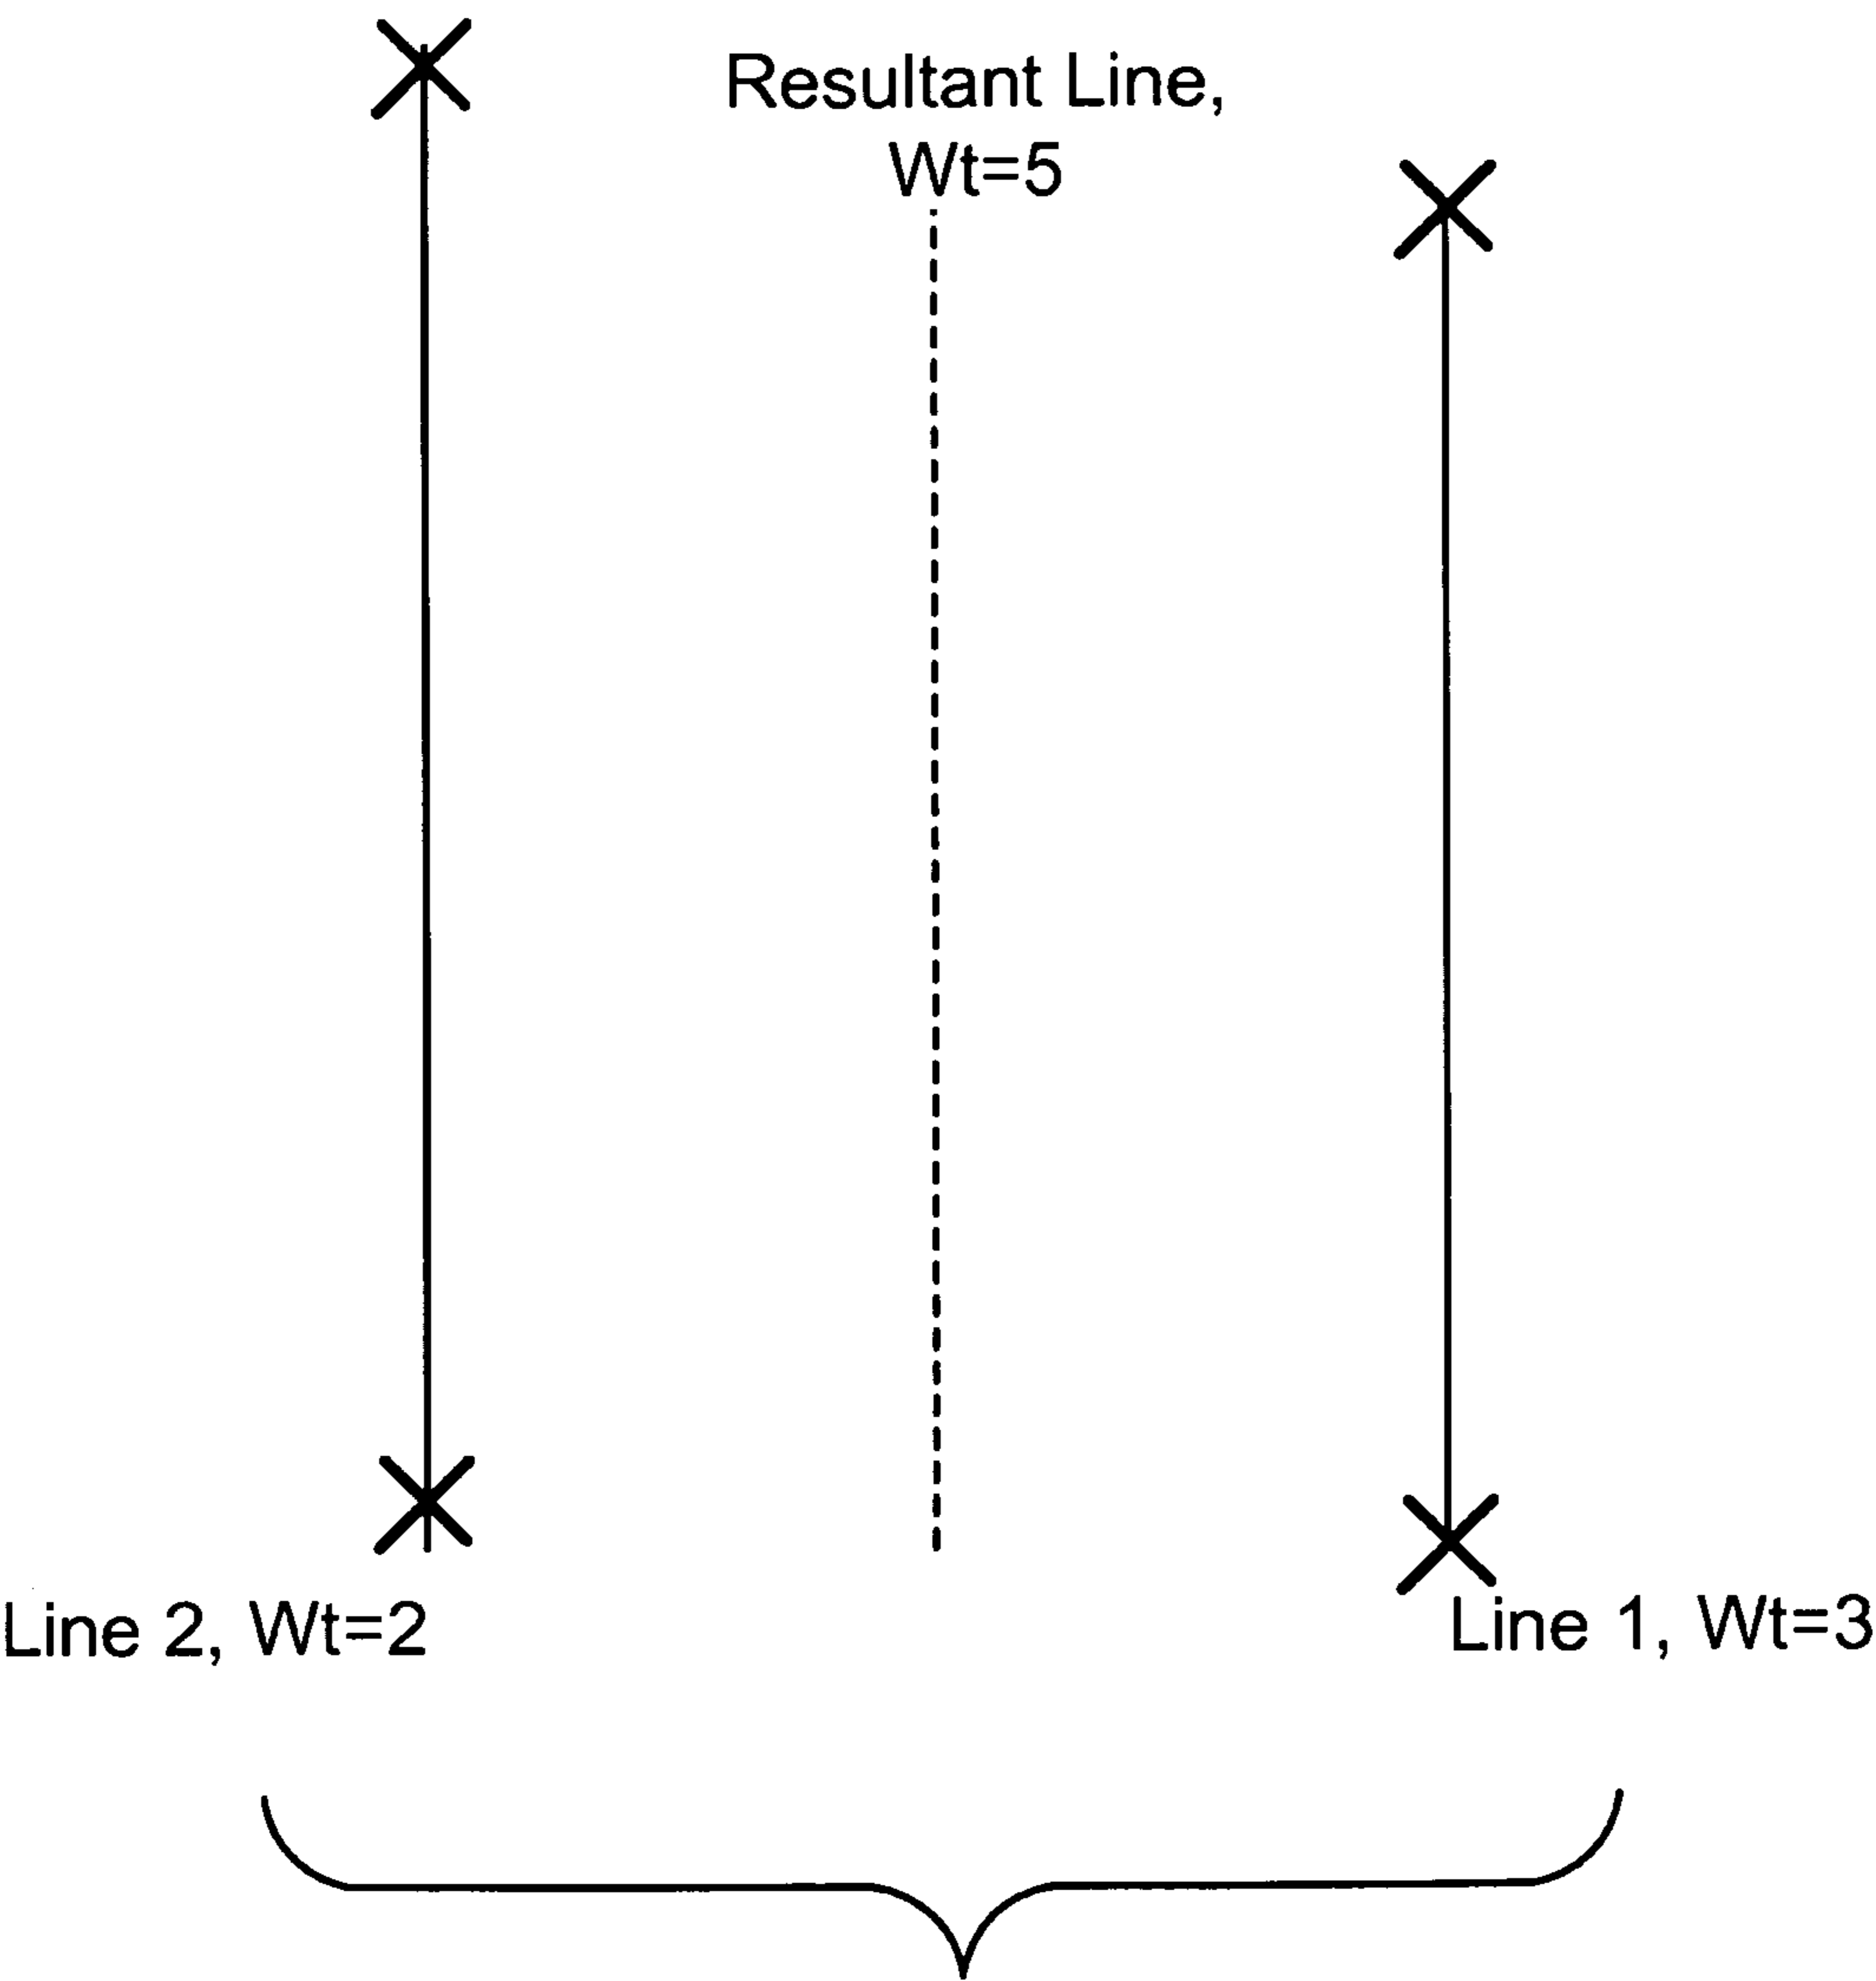 Resultant Line,
Wt=5
Line 2, Wt=2
Line 1, Wt=3